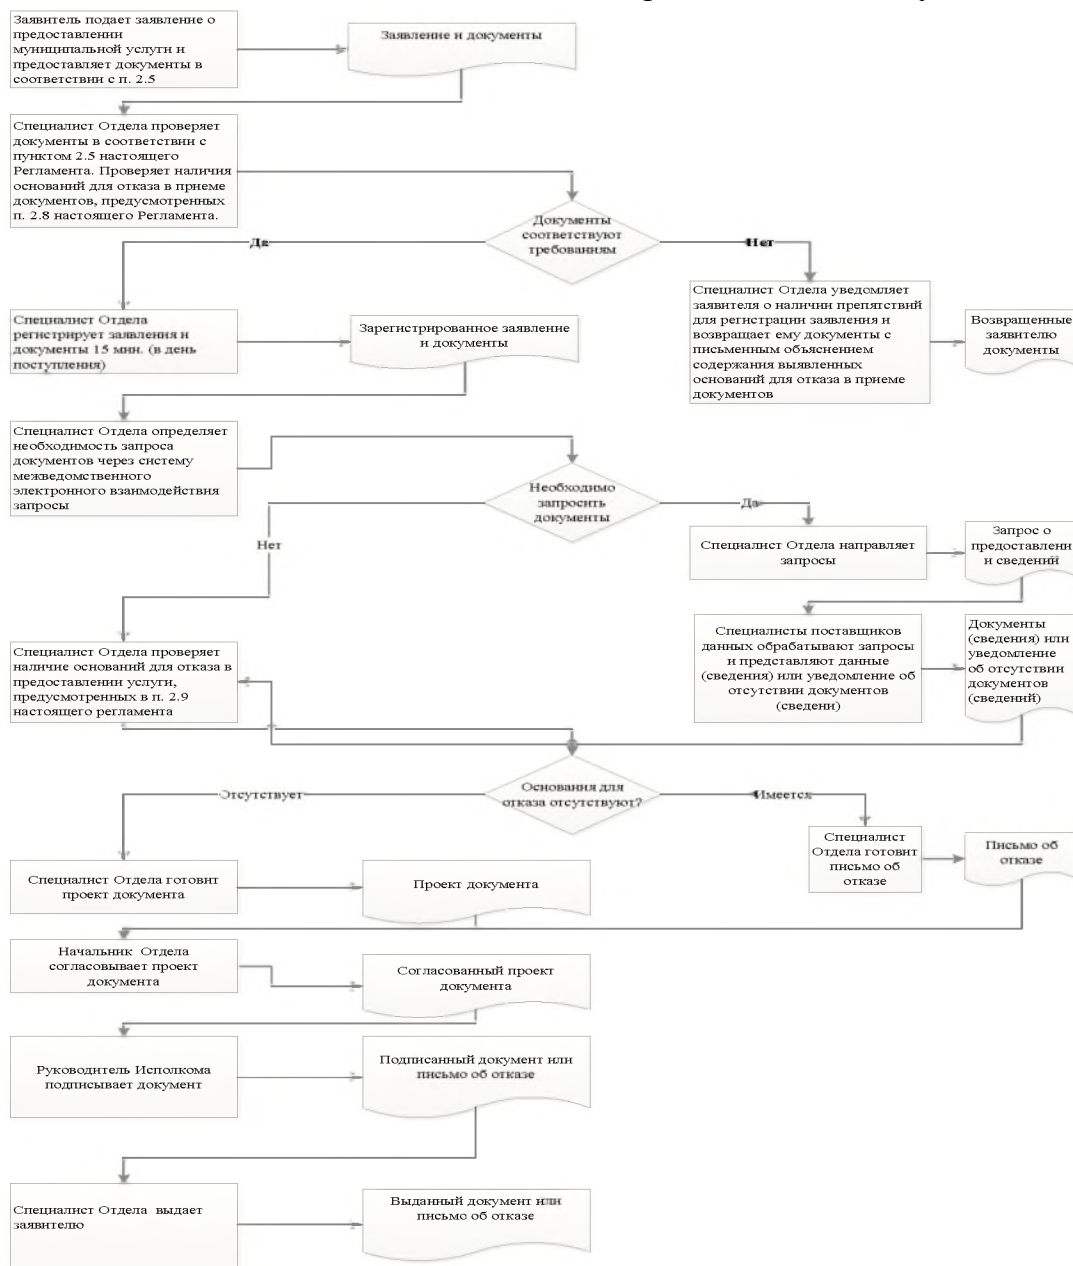 Заявитель подает заявление о
предоставлении
муниципальной услуги и
предоставляет документы в
соответствии с п. 2.5
Заявление и документы
Специалист Отдела проверяет
документы в соответствии с
пунктом 2.5 настоящего
Регламента. Проверяет наличия
оснований для отказа в приеме
документов, предусмотренных
п. 2.8 настоящего Регламента.
Документы
соответствуют
требованиям
Да
Нет
Специалист Отдела
регистрирует заявления и
документы 15 мин. (в день
поступления)
Зарегистрированное заявление
и документы
Специалист Отдела уведомляет
заявителя о наличии препятствий
для регистрации заявления и
возвращает ему документы с
письменным объяснением
содержания выявленных
оснований для отказа в приеме
документов
Возвращенные
заявителю
документы
Специалист Отдела определяет
необходимость запроса
документов через систему
межведомственного
электронного взаимодействия
запросы
Необходимо
запросить
документы
Да
Нет
Специалист Отдела направляет
запросы
Запрос о
предоставлени
и сведений
Специалисты поставщиков
данных обрабатывают запросы
и представляют данные
(сведения) или уведомление об
отсутствии документов
(сведени)
Документы
(сведения) или
уведомление
об отсутствии
документов
(сведений)
Специалист Отдела проверяет
наличие оснований для отказа в
предоставлении услуги,
предусмотренных в п. 2.9
настоящего регламента
Основания для
отказа отсутствуют?
Отсутствует
Имеется
Специалист
Отдела готовит
письмо об
отказе
Письмо об
отказе
Специалист Отдела готовит
проект документа
Проект документа
Начальник Отдела
согласовывает проект
документа
Согласованный проект
документа
Руководитель Исполкома
подписывает документ
Подписанный документ или
письмо об отказе
Специалист Отдела выдает
заявителю
Выданный документ или
письмо об отказе